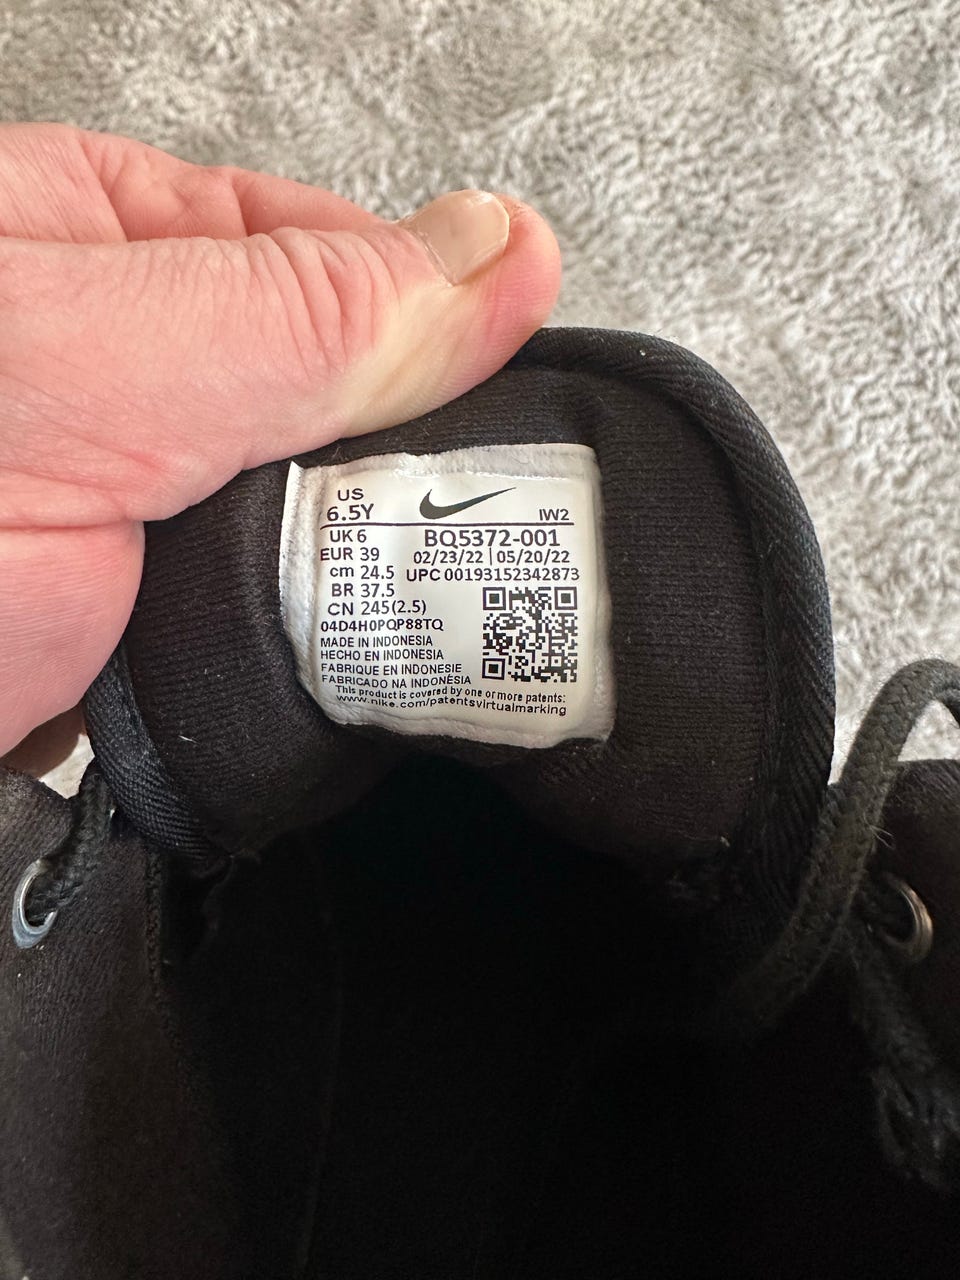 US
6.5Y
IW2
UK 6
BQ5372-001
EUR 39
02/23/22 | 05/20/22
cm 24.5
UPC 00193152342873
BR 37.5
CN 245(2.5)
04D4H0PQP88TQ
MADE IN INDONESIA
HECHO EN INDONESIA
FABRIQUE EN INDONESIE
FABRICADO NA INDONÉSIA
This product is covered by one or more patents:
www.nike.com/patentsvirtualmarking